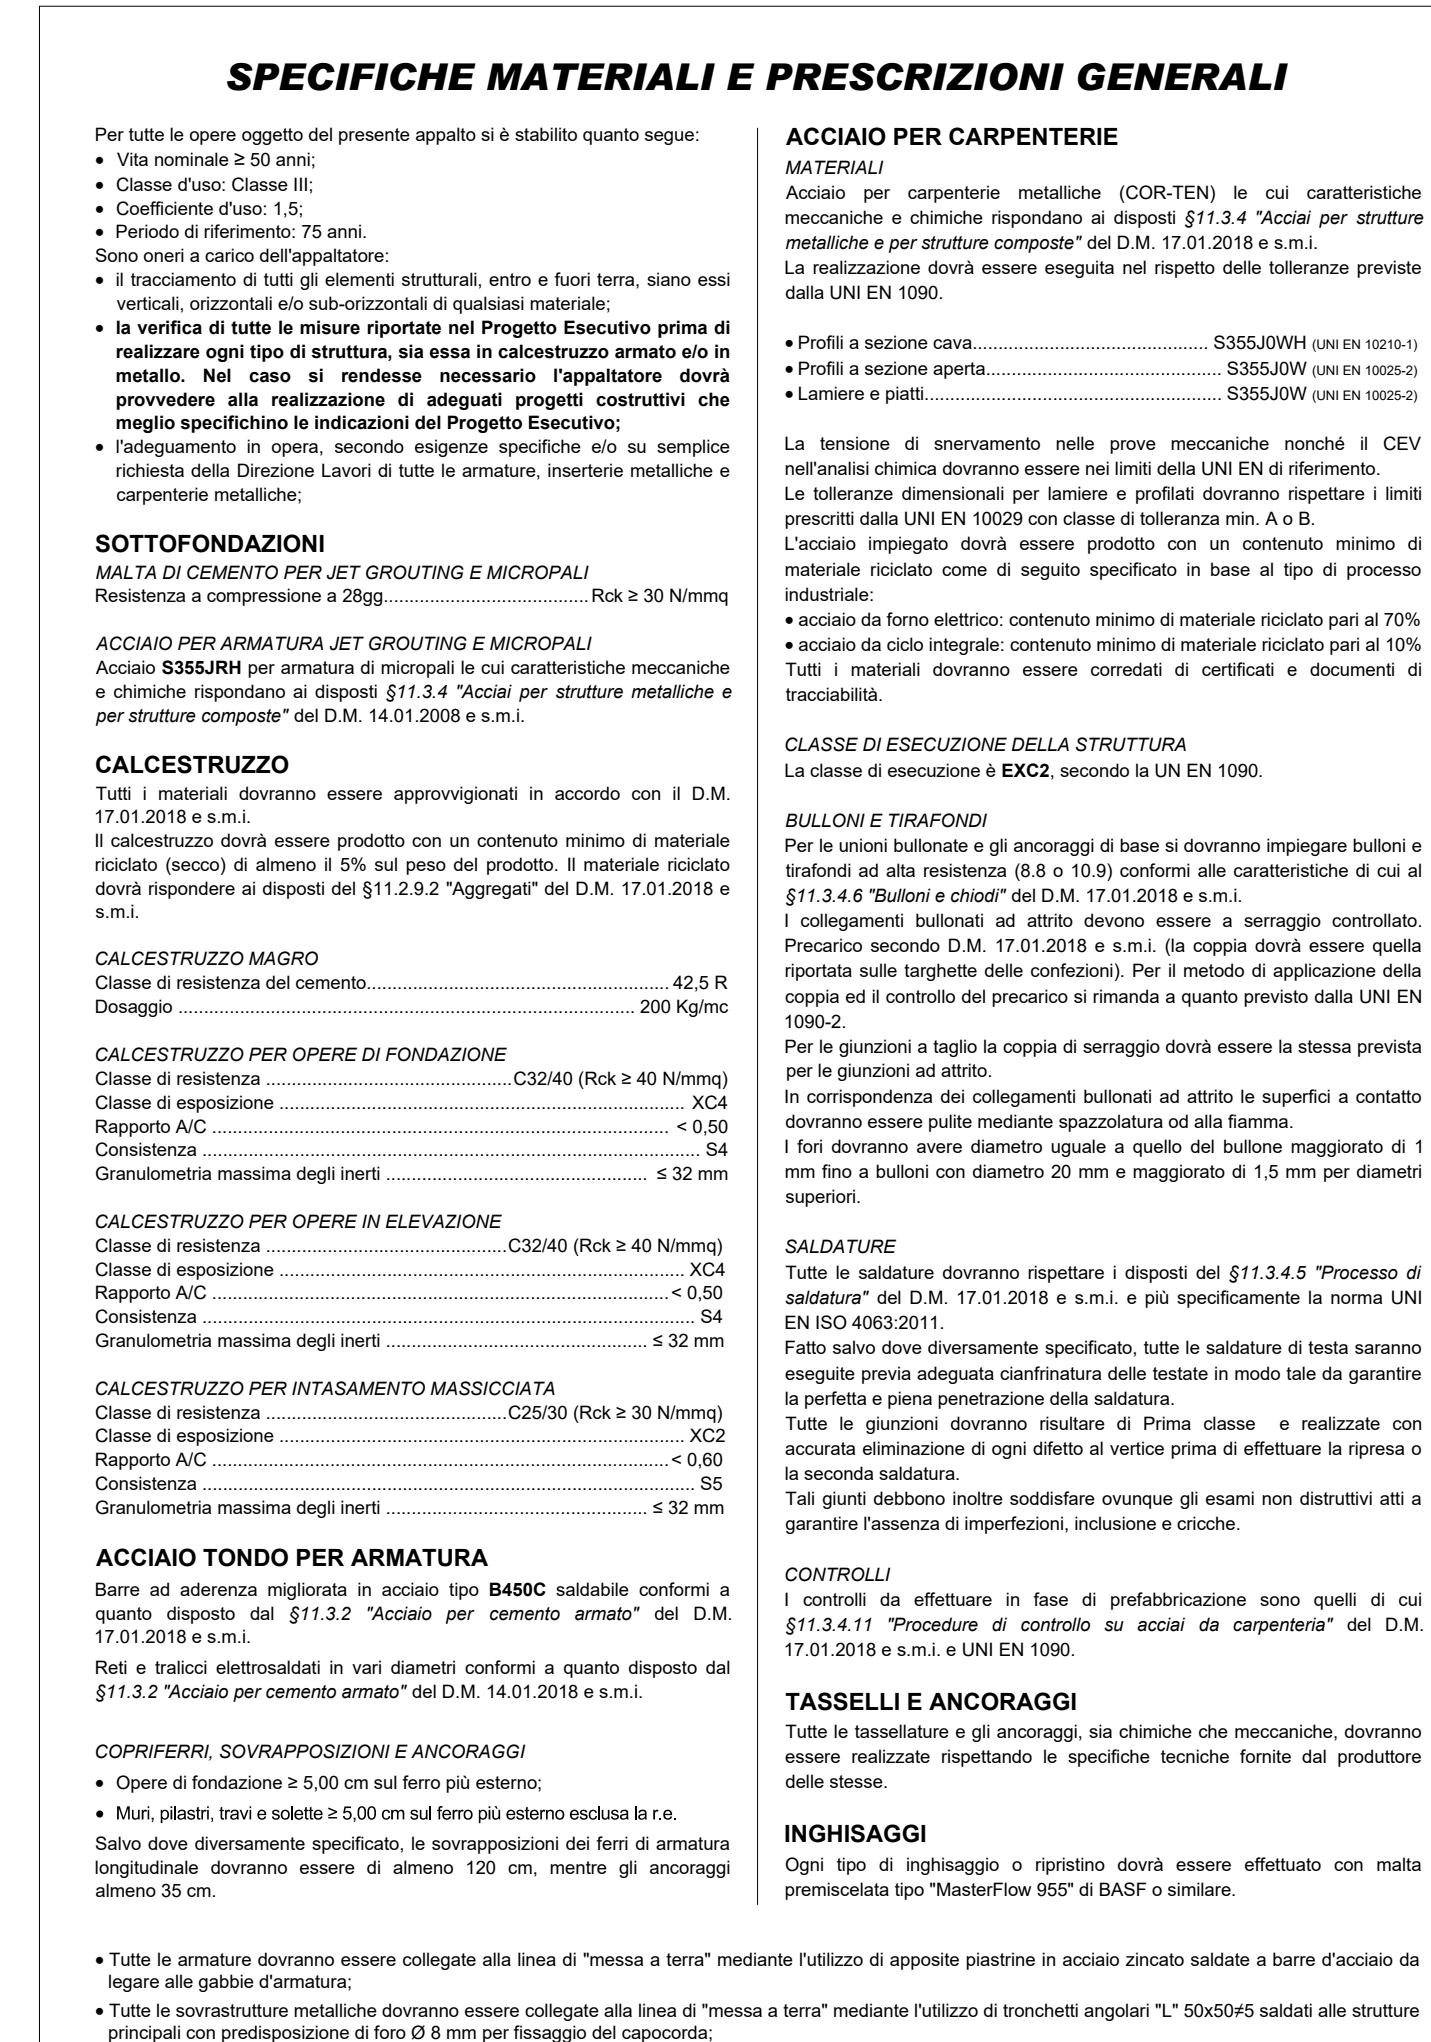 SPECIFICHE MATERIALI E PRESCRIZIONI GENERALI
Per tutte le opere oggetto del presente appalto si è stabilito quanto segue:
• Vita nominale ≥ 50 anni;
• Classe d'uso: Classe III;
• Coefficiente d'uso: 1,5;
• Periodo di riferimento: 75 anni.
Sono oneri a carico dell'appaltatore:
• il tracciamento di tutti gli elementi strutturali, entro e fuori terra, siano essi
verticali, orizzontali e/o sub-orizzontali di qualsiasi materiale;
• la verifica di tutte le misure riportate nel Progetto Esecutivo prima di
realizzare ogni tipo di struttura, sia essa in calcestruzzo armato e/o in
metallo. Nel caso si rendesse necessario l'appaltatore dovrà
provvedere alla realizzazione di adeguati progetti costruttivi che
meglio specifichino le indicazioni del Progetto Esecutivo;
• l'adeguamento in opera, secondo esigenze specifiche e/o su semplice
richiesta della Direzione Lavori di tutte le armature, inserterie metalliche e
carpenterie metalliche;
SOTTOFONDAZIONI
MALTA DI CEMENTO PER JET GROUTING E MICROPALI
Resistenza a compressione a 28gg........................................ Rck ≥ 30 N/mmq
ACCIAIO PER ARMATURA JET GROUTING E MICROPALI
Acciaio S355JRH per armatura di micropali le cui caratteristiche meccaniche
e chimiche rispondano ai disposti §11.3.4 "Acciai per strutture metalliche e
per strutture composte" del D.M. 14.01.2008 e s.m.i.
CALCESTRUZZO
Tutti i materiali dovranno essere approvvigionati in accordo con il D.M.
17.01.2018 e s.m.i.
Il calcestruzzo dovrà essere prodotto con un contenuto minimo di materiale
riciclato (secco) di almeno il 5% sul peso del prodotto. Il materiale riciclato
dovrà rispondere ai disposti del §11.2.9.2 "Aggregati" del D.M. 17.01.2018 e
s.m.i.
CALCESTRUZZO MAGRO
Classe di resistenza del cemento........................................................... 42,5 R
Dosaggio ......................................................................................... 200 Kg/mc
CALCESTRUZZO PER OPERE DI FONDAZIONE
Classe di resistenza ................................................C32/40 (Rck ≥ 40 N/mmq)
Classe di esposizione ............................................................................... XC4
Rapporto A/C ......................................................................................... < 0,50
Consistenza ................................................................................................. S4
Granulometria massima degli inerti ................................................... ≤ 32 mm
CALCESTRUZZO PER OPERE IN ELEVAZIONE
Classe di resistenza ...............................................C32/40 (Rck ≥ 40 N/mmq)
Classe di esposizione ............................................................................... XC4
Rapporto A/C .........................................................................................< 0,50
Consistenza ................................................................................................ S4
Granulometria massima degli inerti ................................................... ≤ 32 mm
CALCESTRUZZO PER INTASAMENTO MASSICCIATA
Classe di resistenza ...............................................C25/30 (Rck ≥ 30 N/mmq)
Classe di esposizione ............................................................................... XC2
Rapporto A/C .........................................................................................< 0,60
Consistenza ................................................................................................ S5
Granulometria massima degli inerti ................................................... ≤ 32 mm
ACCIAIO TONDO PER ARMATURA
Barre ad aderenza migliorata in acciaio tipo B450C saldabile conformi a
quanto disposto dal §11.3.2 "Acciaio per cemento armato" del D.M.
17.01.2018 e s.m.i.
Reti e tralicci elettrosaldati in vari diametri conformi a quanto disposto dal
§11.3.2 "Acciaio per cemento armato" del D.M. 14.01.2018 e s.m.i.
COPRIFERRI, SOVRAPPOSIZIONI E ANCORAGGI
• Opere di fondazione ≥ 5,00 cm sul ferro più esterno;
• Muri, pilastri, travi e solette ≥ 5,00 cm sul ferro più esterno esclusa la r.e.
Salvo dove diversamente specificato, le sovrapposizioni dei ferri di armatura
longitudinale dovranno essere di almeno 120 cm, mentre gli ancoraggi
almeno 35 cm.
ACCIAIO PER CARPENTERIE
MATERIALI
Acciaio per carpenterie metalliche (COR-TEN) le cui caratteristiche
meccaniche e chimiche rispondano ai disposti §11.3.4 "Acciai per strutture
metalliche e per strutture composte" del D.M. 17.01.2018 e s.m.i.
La realizzazione dovrà essere eseguita nel rispetto delle tolleranze previste
dalla UNI EN 1090.
• Profili a sezione cava.............................................. S355J0WH (UNI EN 10210-1)
• Profili a sezione aperta.............................................. S355J0W (UNI EN 10025-2)
• Lamiere e piatti.......................................................... S355J0W (UNI EN 10025-2)
La tensione di snervamento nelle prove meccaniche nonché il CEV
nell'analisi chimica dovranno essere nei limiti della UNI EN di riferimento.
Le tolleranze dimensionali per lamiere e profilati dovranno rispettare i limiti
prescritti dalla UNI EN 10029 con classe di tolleranza min. A o B.
L'acciaio impiegato dovrà essere prodotto con un contenuto minimo di
materiale riciclato come di seguito specificato in base al tipo di processo
industriale:
• acciaio da forno elettrico: contenuto minimo di materiale riciclato pari al 70%
• acciaio da ciclo integrale: contenuto minimo di materiale riciclato pari al 10%
Tutti i materiali dovranno essere corredati di certificati e documenti di
tracciabilità.
CLASSE DI ESECUZIONE DELLA STRUTTURA
La classe di esecuzione è EXC2, secondo la UN EN 1090.
BULLONI E TIRAFONDI
Per le unioni bullonate e gli ancoraggi di base si dovranno impiegare bulloni e
tirafondi ad alta resistenza (8.8 o 10.9) conformi alle caratteristiche di cui al
§11.3.4.6 "Bulloni e chiodi" del D.M. 17.01.2018 e s.m.i.
I collegamenti bullonati ad attrito devono essere a serraggio controllato.
Precarico secondo D.M. 17.01.2018 e s.m.i. (la coppia dovrà essere quella
riportata sulle targhette delle confezioni). Per il metodo di applicazione della
coppia ed il controllo del precarico si rimanda a quanto previsto dalla UNI EN
1090-2.
Per le giunzioni a taglio la coppia di serraggio dovrà essere la stessa prevista
per le giunzioni ad attrito.
In corrispondenza dei collegamenti bullonati ad attrito le superfici a contatto
dovranno essere pulite mediante spazzolatura od alla fiamma.
I fori dovranno avere diametro uguale a quello del bullone maggiorato di 1
mm fino a bulloni con diametro 20 mm e maggiorato di 1,5 mm per diametri
superiori.
SALDATURE
Tutte le saldature dovranno rispettare i disposti del §11.3.4.5 "Processo di
saldatura" del D.M. 17.01.2018 e s.m.i. e più specificamente la norma UNI
EN ISO 4063:2011.
Fatto salvo dove diversamente specificato, tutte le saldature di testa saranno
eseguite previa adeguata cianfrinatura delle testate in modo tale da garantire
la perfetta e piena penetrazione della saldatura.
Tutte le giunzioni dovranno risultare di Prima classe e realizzate con
accurata eliminazione di ogni difetto al vertice prima di effettuare la ripresa o
la seconda saldatura.
Tali giunti debbono inoltre soddisfare ovunque gli esami non distruttivi atti a
garantire l'assenza di imperfezioni, inclusione e cricche.
CONTROLLI
I controlli da effettuare in fase di prefabbricazione sono quelli di cui
§11.3.4.11 "Procedure di controllo su acciai da carpenteria" del D.M.
17.01.2018 e s.m.i. e UNI EN 1090.
TASSELLI E ANCORAGGI
Tutte le tassellature e gli ancoraggi, sia chimiche che meccaniche, dovranno
essere realizzate rispettando le specifiche tecniche fornite dal produttore
delle stesse.
INGHISAGGI
Ogni tipo di inghisaggio o ripristino dovrà essere effettuato con malta
premiscelata tipo "MasterFlow 955" di BASF o similare.
• Tutte le armature dovranno essere collegate alla linea di "messa a terra" mediante l'utilizzo di apposite piastrine in acciaio zincato saldate a barre d'acciaio da
legare alle gabbie d'armatura;
• Tutte le sovrastrutture metalliche dovranno essere collegate alla linea di "messa a terra" mediante l'utilizzo di tronchetti angolari "L" 50x50≠5 saldati alle strutture
principali con predisposizione di foro Ø 8 mm per fissaggio del capocorda;